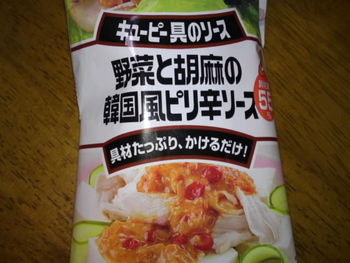 キユーピー 具のソース
野菜と胡麻の
韓国風ピリ辛ソース
具材たっぷり、かけるだけ!